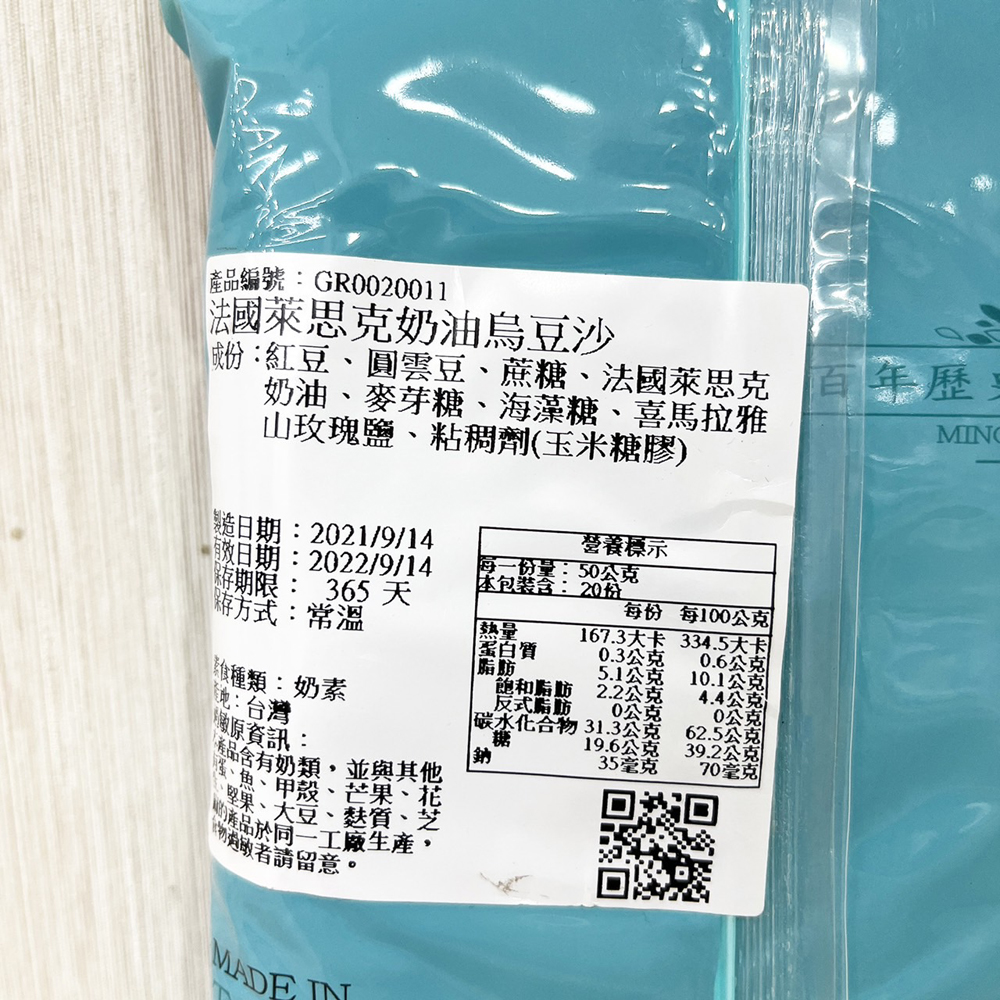 產品編號：GR0020011
法國萊思克奶油烏豆沙
成份：紅豆、圓雲豆、蔗糖、法國萊思克
奶油、麥芽糖、海藻糖、喜馬拉雅
山玫瑰鹽、粘稠劑(玉米糖膠)
製造日期：2021/9/14
有效日期：2022/9/14
保存期限： 365 天
保存方式：常溫
素食種類：奶素
產地：台灣
過敏原資訊：
產品含有奶類，並與其他
蛋、魚、甲殼、芒果、花
、堅果、大豆、麩質、芝
的產品於同一工廠生產，
食物過敏者請留意。
營養標示
每一份量：50公克
本包裝含： 20份
每份 每100公克
熱量 167.3大卡 334.5大卡
蛋白質 0.3公克 0.6公克
脂肪 5.1公克 10.1公克
飽和脂肪 2.2公克 4.4公克
反式脂肪 0公克 0公克
碳水化合物 31.3公克 62.5公克
糖 19.6公克 39.2公克
鈉 35毫克 70毫克
百年歷史
MADE IN